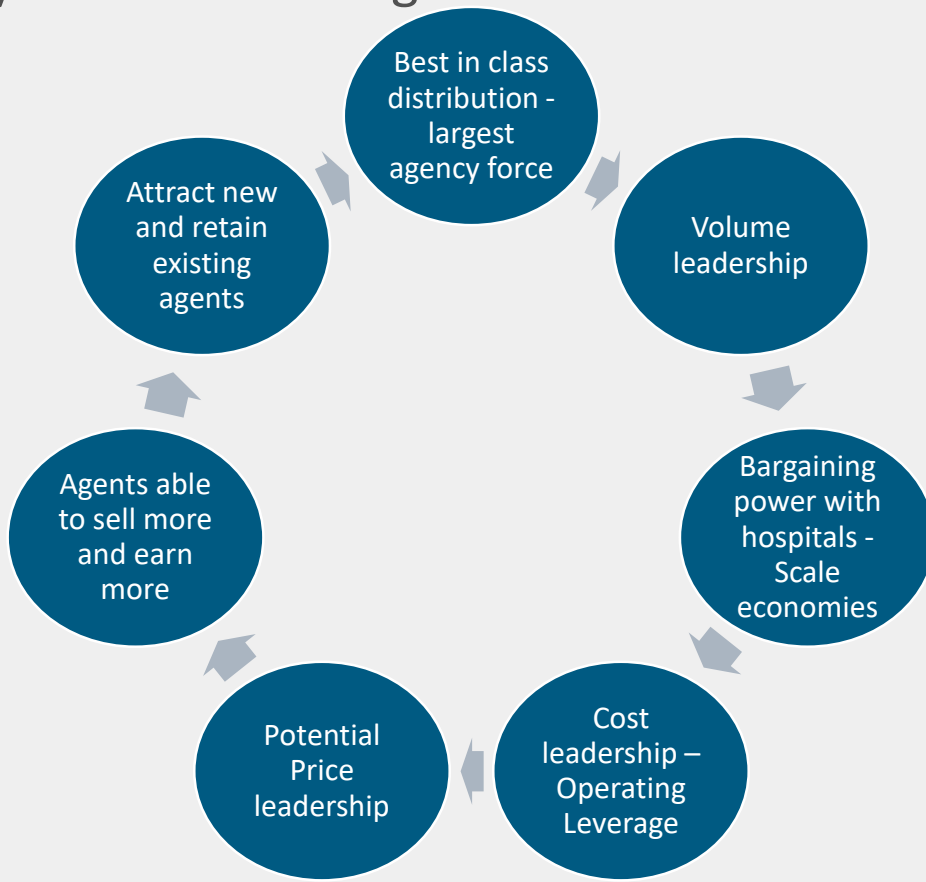 Best in class
distribution -
largest
agency force
Volume
leadership
Bargaining
power with
hospitals -
Scale
economies
Cost
leadership –
Operating
Leverage
Potential
Price
leadership
Agents able
to sell more
and earn
more
Attract new
and retain
existing
agents